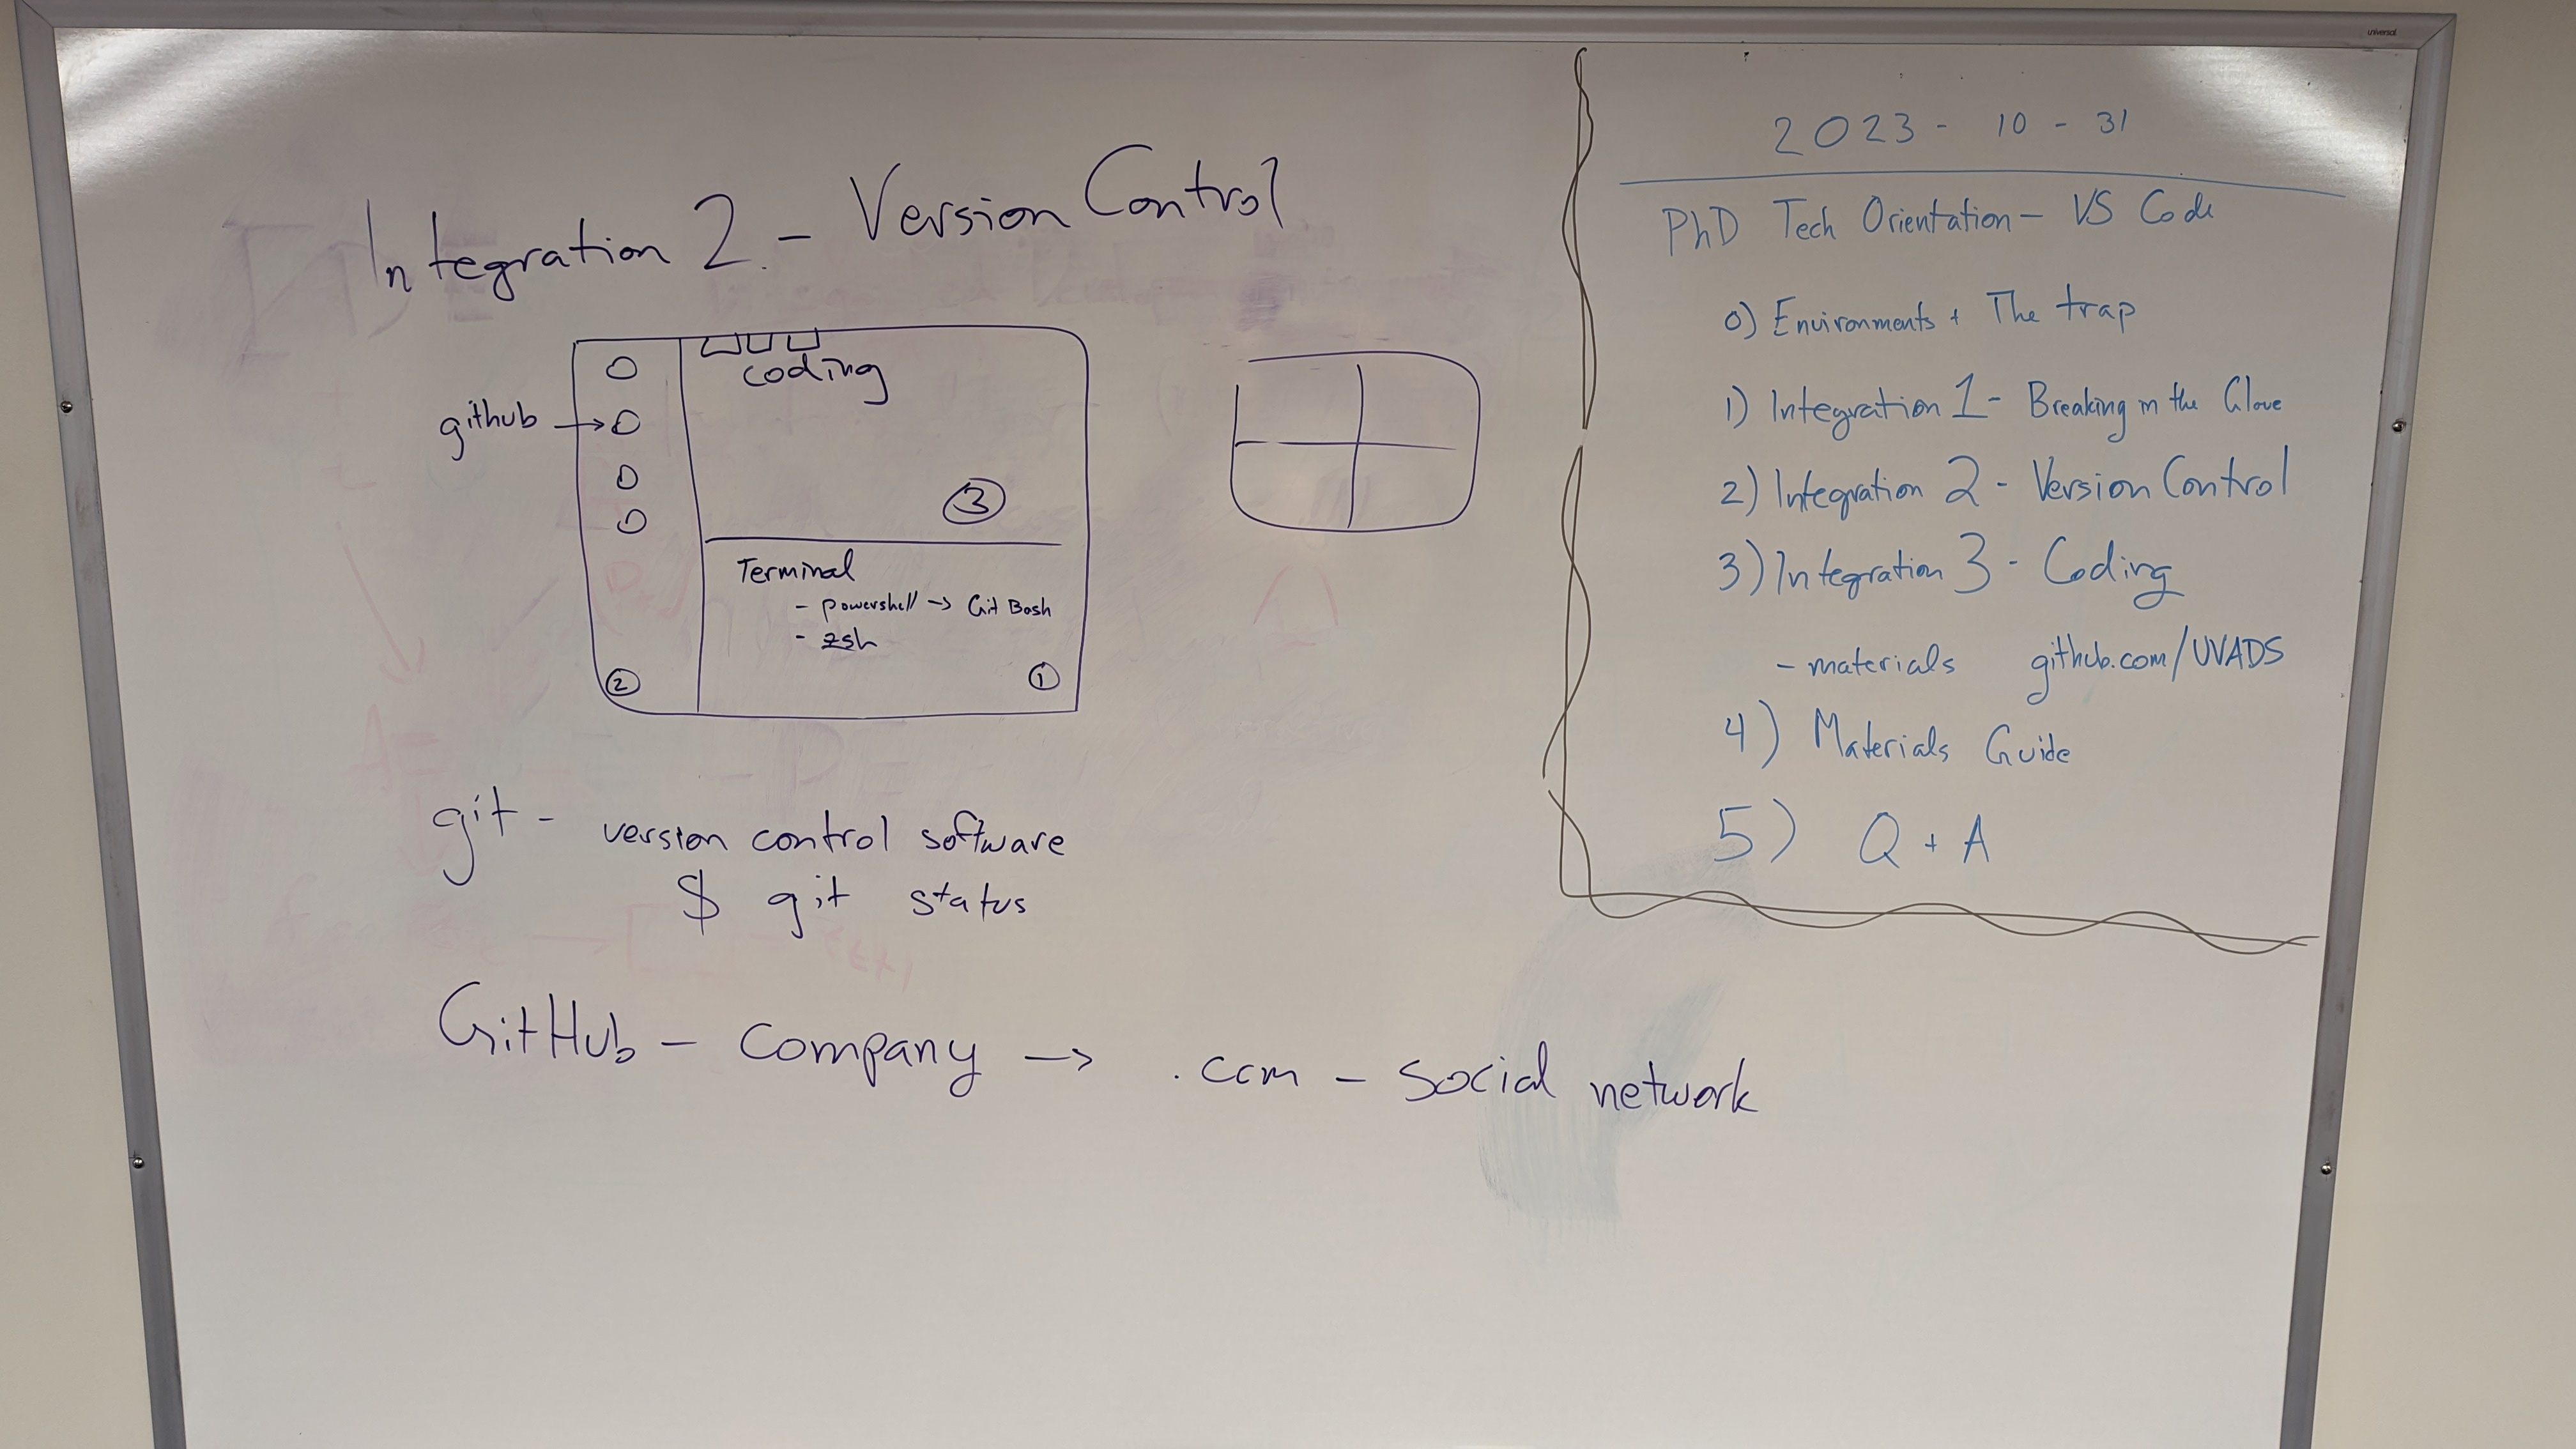 Integration 2 - Version Control
coding
github →
③
Terminal
- powershell → Git Bash
- zsh
②
①
git - version control software
$ git status
GitHub - Company → .com - Social network
universal
2023 - 10 - 31
PhD Tech Orientation - VS Code
0) Environments + The trap
1) Integration 1 - Breaking in the Glove
2) Integration 2 - Version Control
3) Integration 3 - Coding
- materials github.com/UVADS
4) Materials Guide
5) Q + A